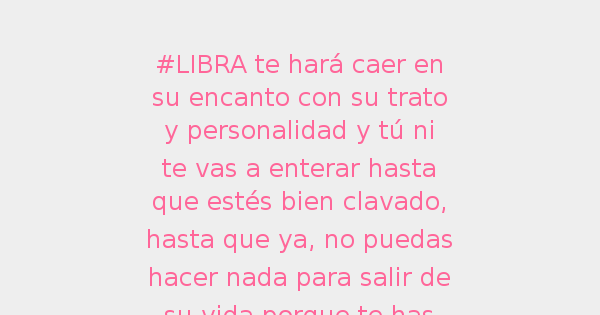 #LIBRA te hará caer en
su encanto con su trato
y personalidad y tú ni
te vas a enterar hasta
que estés bien clavado,
hasta que ya, no puedas
hacer nada para salir de
su vida porque te has